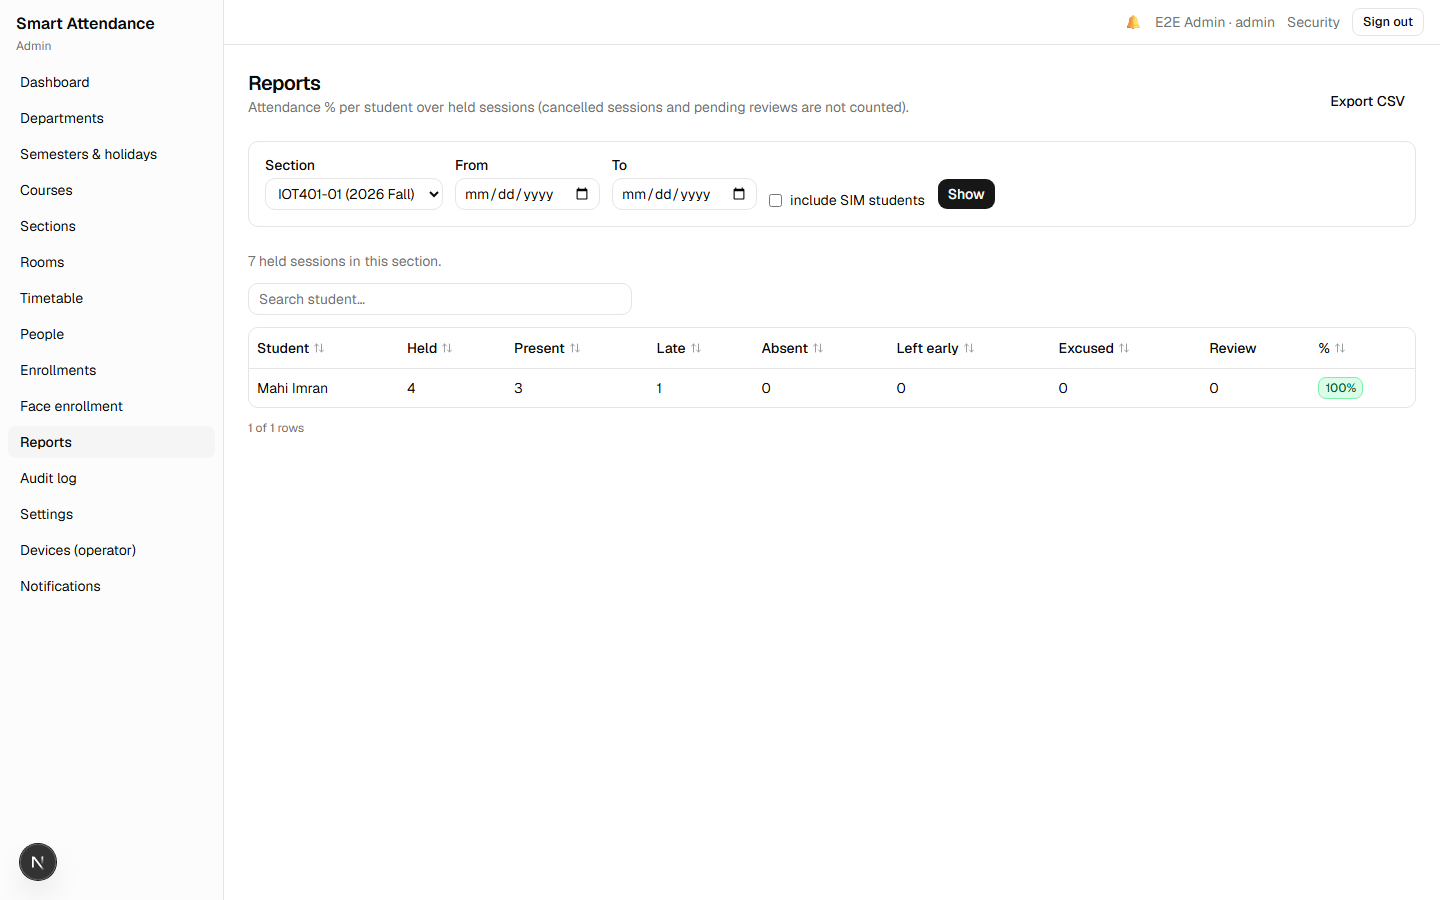 Smart Attendance
Admin
Dashboard
Departments
Semesters & holidays
Courses
Sections
Rooms
Timetable
People
Enrollments
Face enrollment
Reports
Audit log
Settings
Devices (operator)
Notifications
N
E2E Admin · admin Security Sign out
Reports
Attendance % per student over held sessions (cancelled sessions and pending reviews are not counted).
Export CSV
Section From To
IOT401-01 (2026 Fall) mm/dd/yyyy mm/dd/yyyy include SIM students Show
7 held sessions in this section.
Search student…
Student Held Present Late Absent Left early Excused Review %
Mahi Imran 4 3 1 0 0 0 0 100%
1 of 1 rows